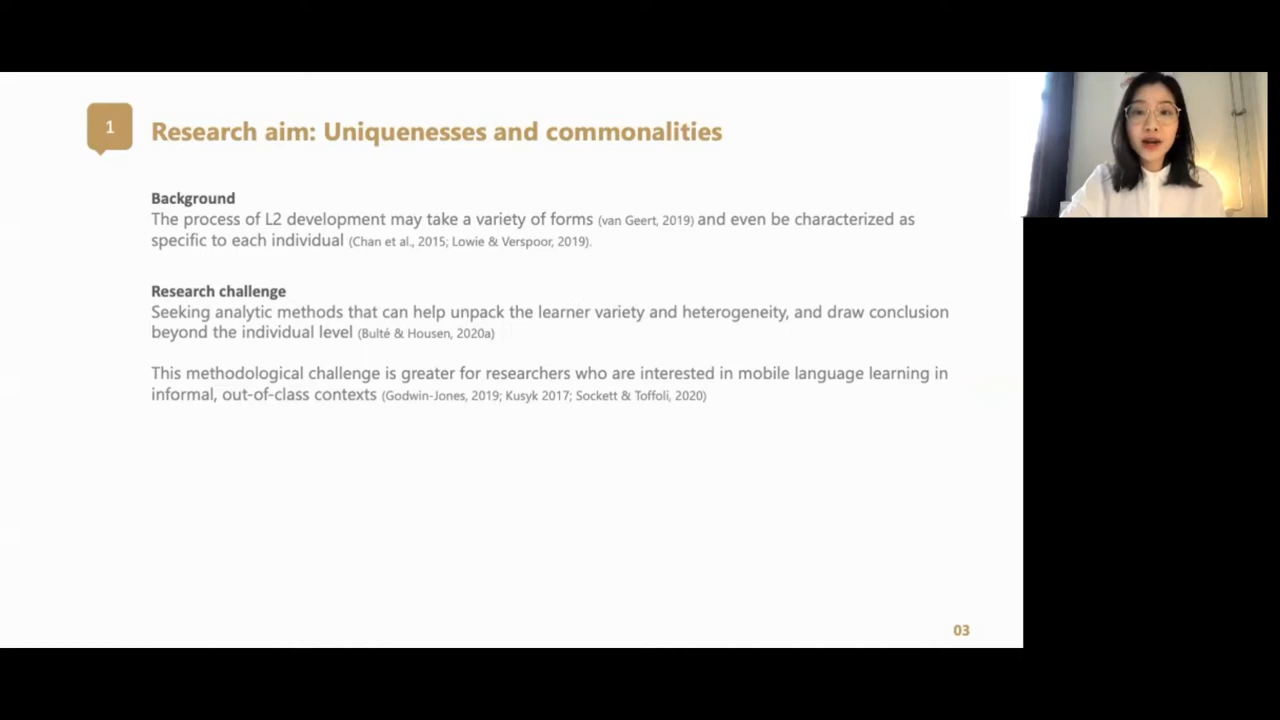 1
Research aim: Uniquenesses and commonalities
Background
The process of L2 development may take a variety of forms (van Geert, 2019) and even be characterized as
specific to each individual (Chan et al., 2015; Lowie & Verspoor, 2019).
Research challenge
Seeking analytic methods that can help unpack the learner variety and heterogeneity, and draw conclusion
beyond the individual level (Bulté & Housen, 2020a)
This methodological challenge is greater for researchers who are interested in mobile language learning in
informal, out-of-class contexts (Godwin-Jones, 2019; Kusyk 2017; Sockett & Toffoli, 2020)
03